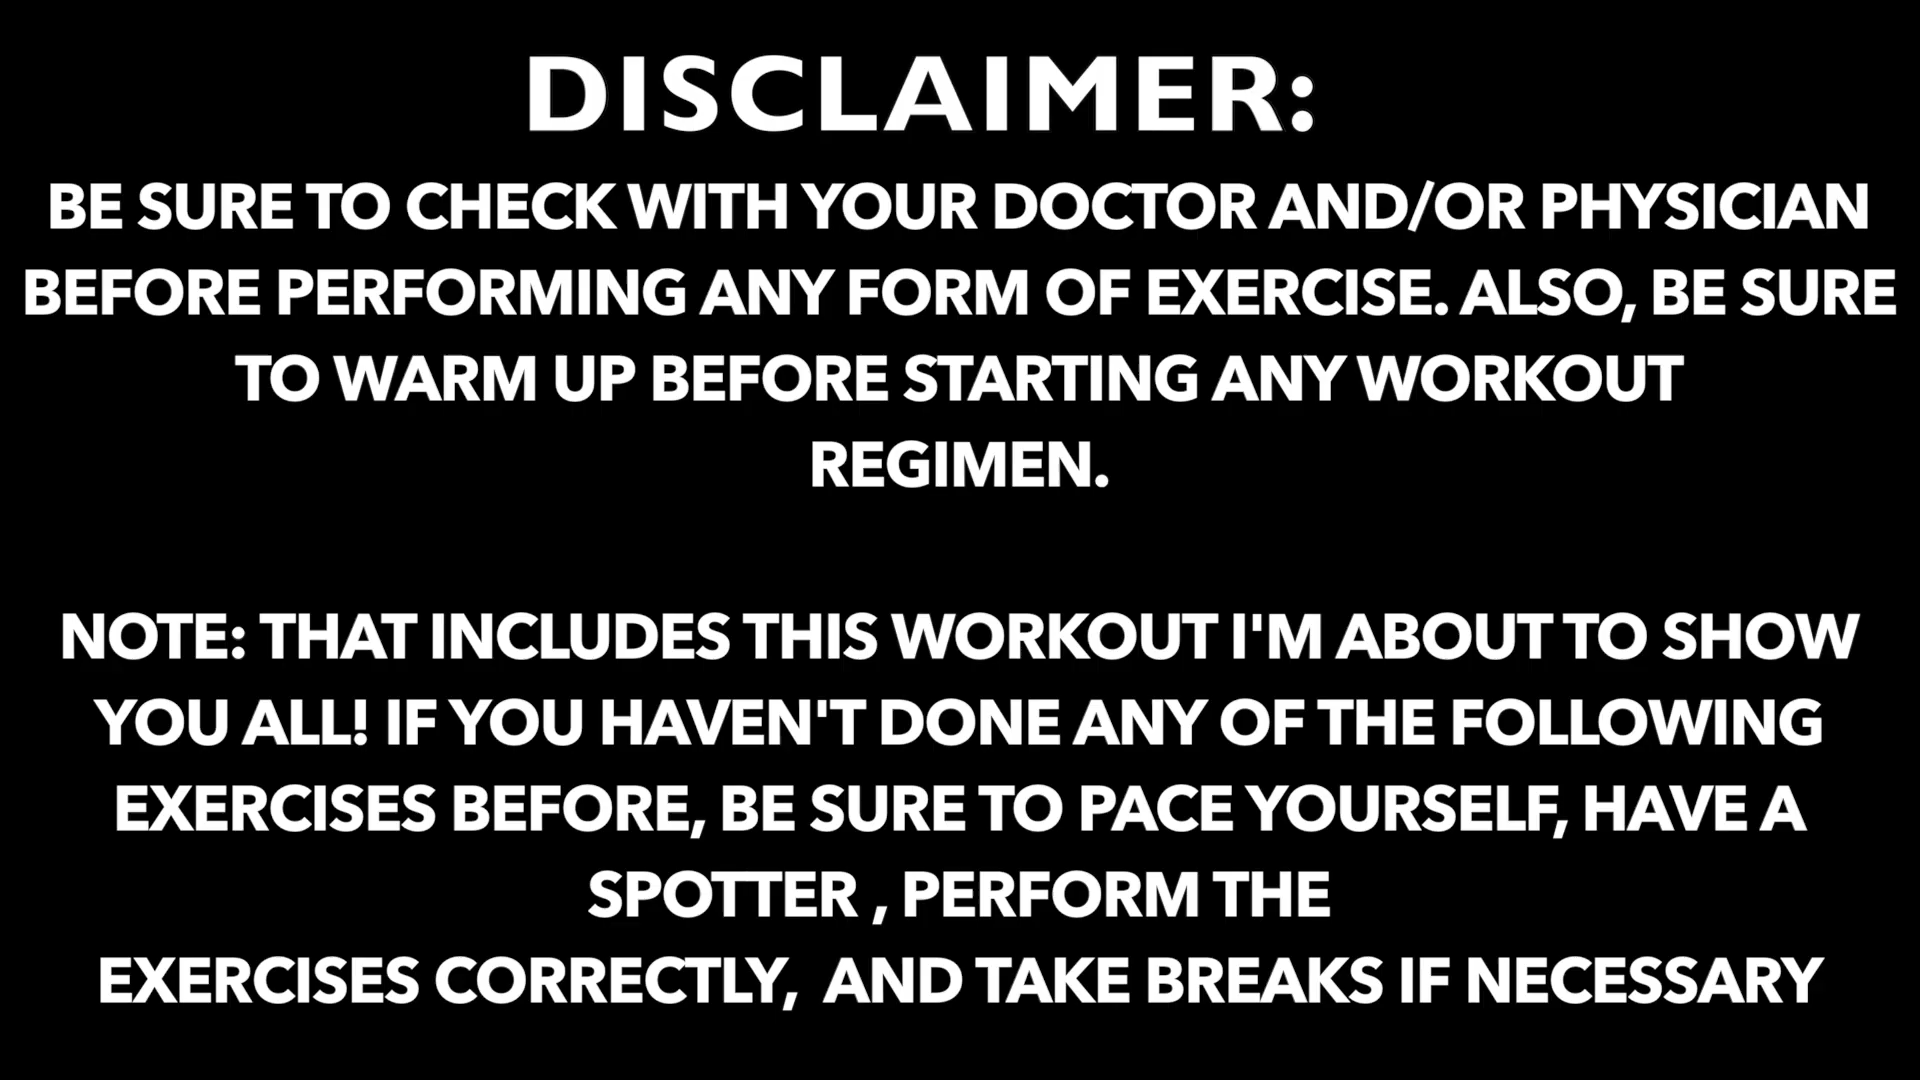 DISCLAIMER:
BE SURE TO CHECK WITH YOUR DOCTOR AND/OR PHYSICIAN
BEFORE PERFORMING ANY FORM OF EXERCISE. ALSO, BE SURE
TO WARM UP BEFORE STARTING ANY WORKOUT
REGIMEN.
NOTE: THAT INCLUDES THIS WORKOUT I'M ABOUT TO SHOW
YOU ALL! IF YOU HAVEN'T DONE ANY OF THE FOLLOWING
EXERCISES BEFORE, BE SURE TO PACE YOURSELF, HAVE A
SPOTTER , PERFORM THE
EXERCISES CORRECTLY,  AND TAKE BREAKS IF NECESSARY